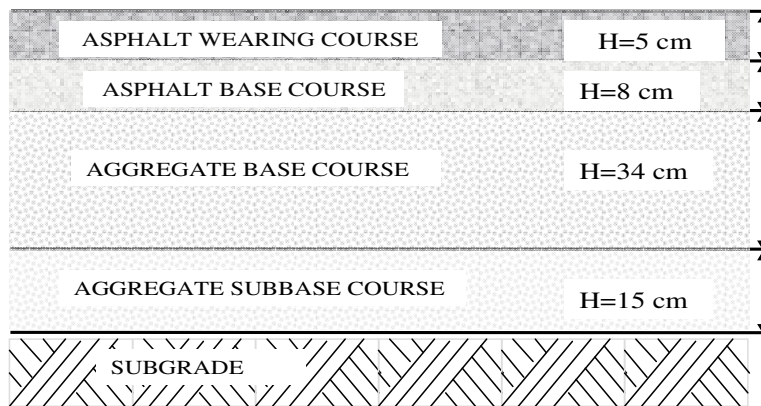 ASPHALT WEARING COURSE H=5 cm
ASPHALT BASE COURSE H=8 cm
AGGREGATE BASE COURSE H=34 cm
AGGREGATE SUBBASE COURSE H=15 cm
SUBGRADE